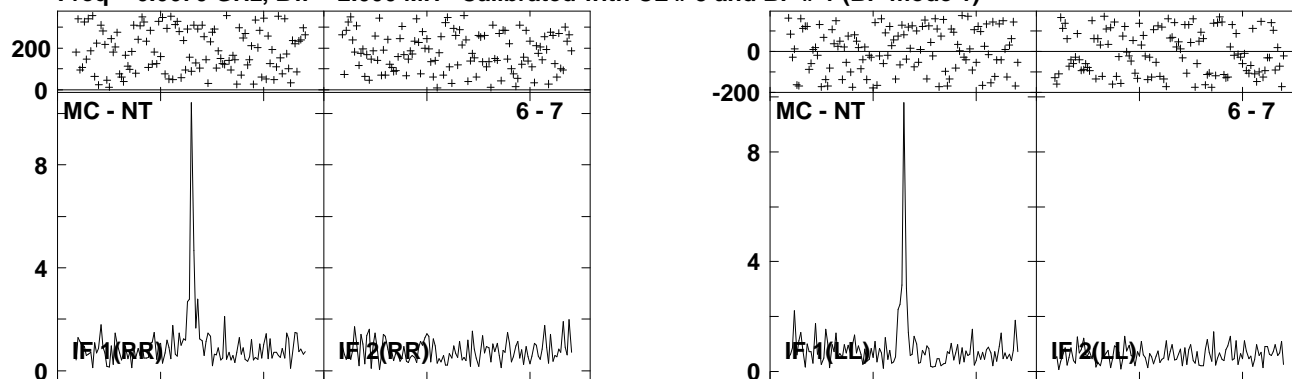 200
0
MC - NT
6 - 7
8
4
IF 1(RR)
IF 2(RR)
0
0
-200
MC - NT
6 - 7
8
4
IF 1(LL)
IF 2(LL)
0